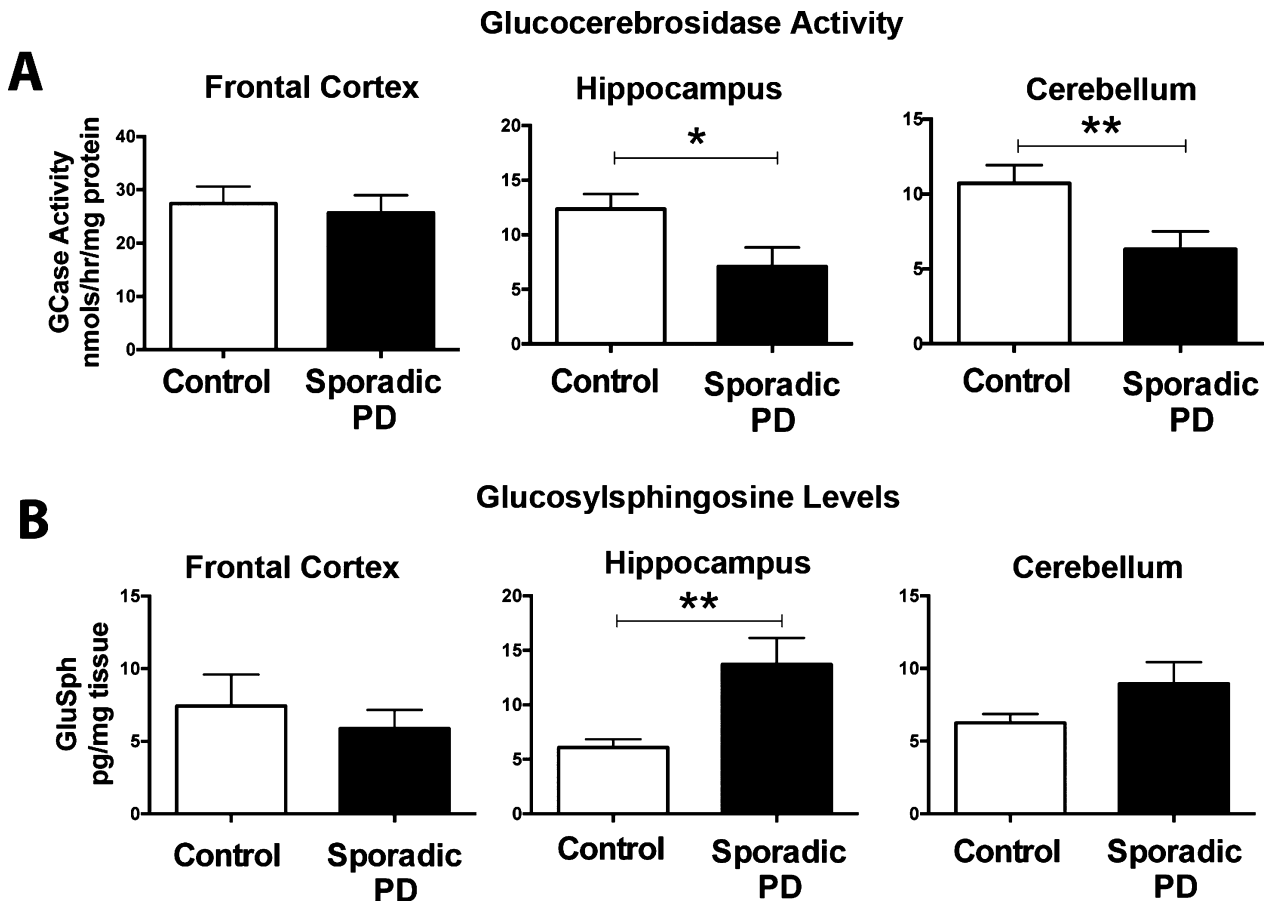 Glucocerebrosidase Activity
A
Frontal Cortex
GCase Activity
nmols/hr/mg protein
40
30
20
10
0
Control
Sporadic
PD
Hippocampus
20
15
10
5
0
*
Control
Sporadic
PD
Cerebellum
15
10
5
0
**
Control
Sporadic
PD
Glucosylsphingosine Levels
B
Frontal Cortex
GluSph
pg/mg tissue
15
10
5
0
Control
Sporadic
PD
Hippocampus
20
15
10
5
0
**
Control
Sporadic
PD
Cerebellum
15
10
5
0
Control
Sporadic
PD